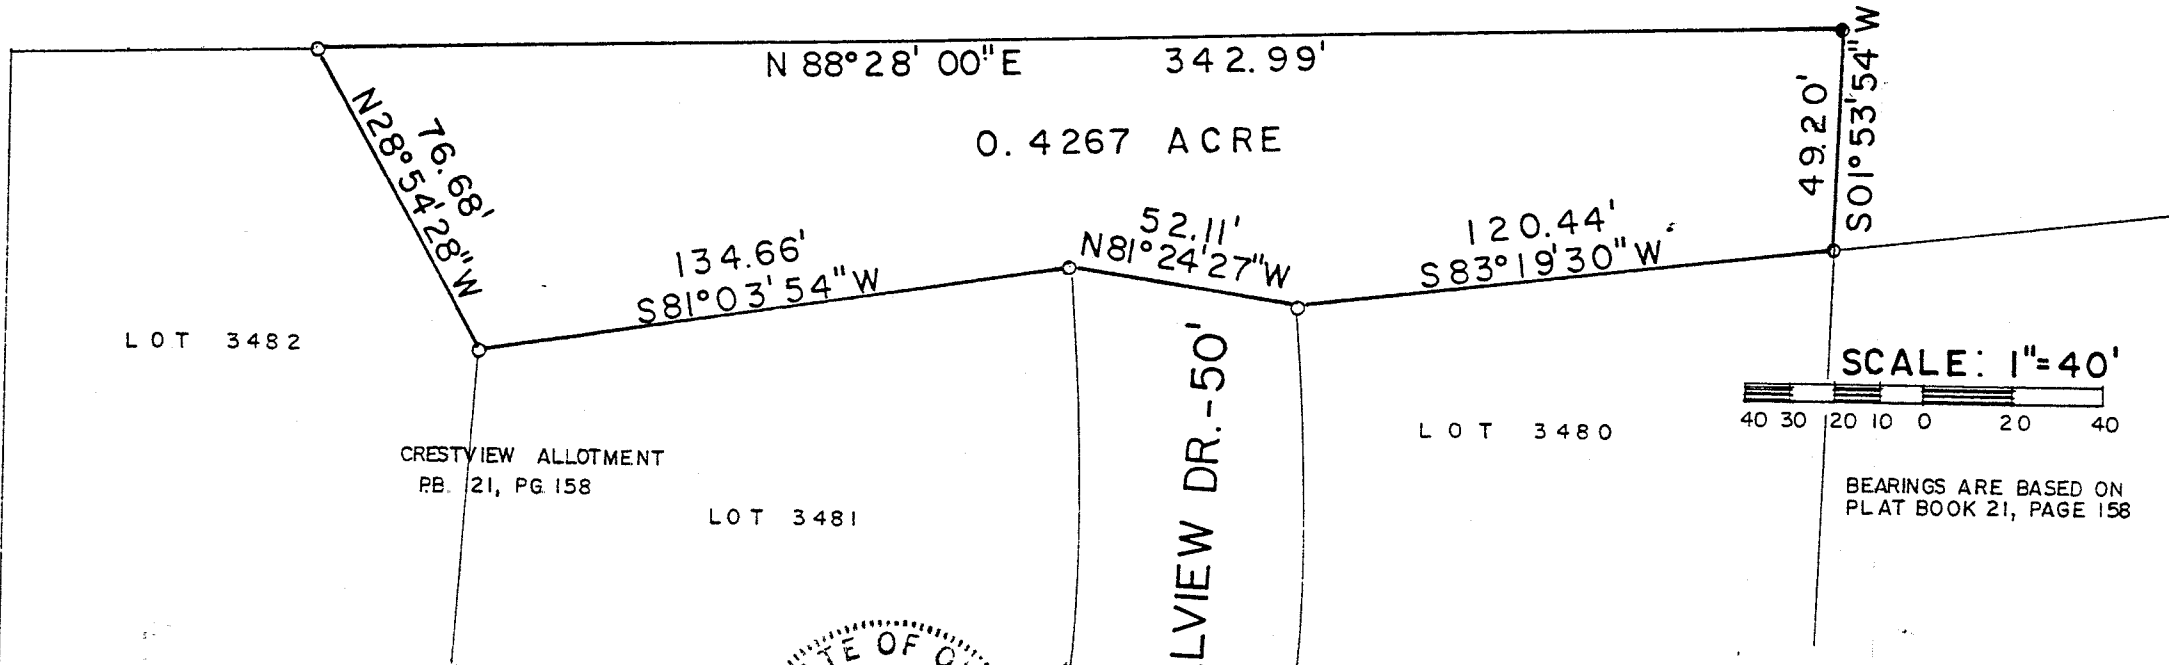 N 88°28' 00"E 342.99'
S01°53'54"W
49.20'
0.4267 ACRE
76.68'
N28°54'28"W
134.66'
S81°03'54"W
52.11'
N81°24'27"W
120.44'
S83°19'30"W
LOT 3482
SCALE: 1"=40'
40 30 20 10 0 20 40
LVIEW DR.-50'
LOT 3480
CRESTVIEW ALLOTMENT
P.B. 21, PG. 158
LOT 3481
BEARINGS ARE BASED ON
PLAT BOOK 21, PAGE 158
TE OF O